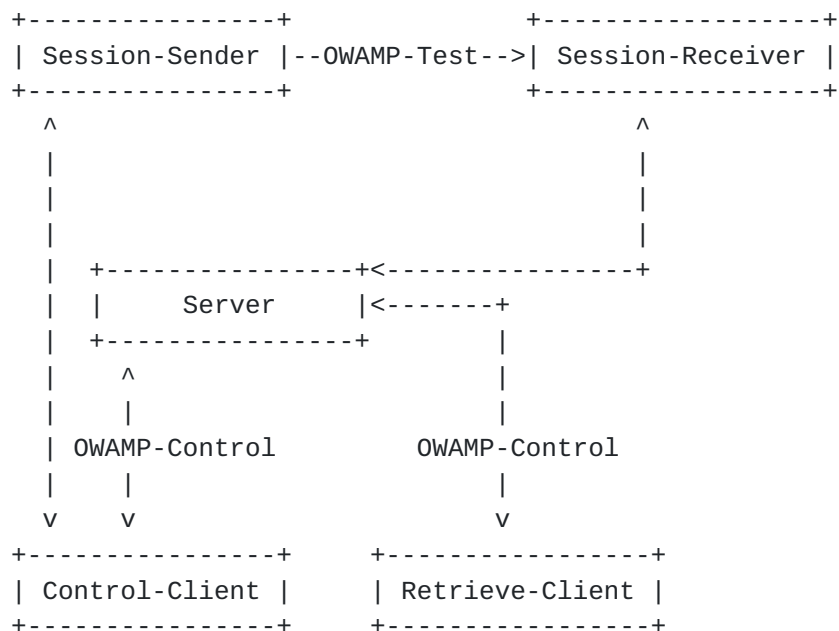 +----------------+               +------------------+
| Session-Sender |--OWAMP-Test-->| Session-Receiver |
+----------------+               +------------------+
  ^                                     ^
  |                                     |
  |                                     |
  |                                     |
  |  +----------------+<----------------+
  |  |     Server     |<-------+
  |  +----------------+        |
  |    ^                       |
  |    |                       |
  | OWAMP-Control         OWAMP-Control
  |    |                       |
  v    v                       v
+----------------+     +-----------------+
| Control-Client |     | Retrieve-Client |
+----------------+     +-----------------+